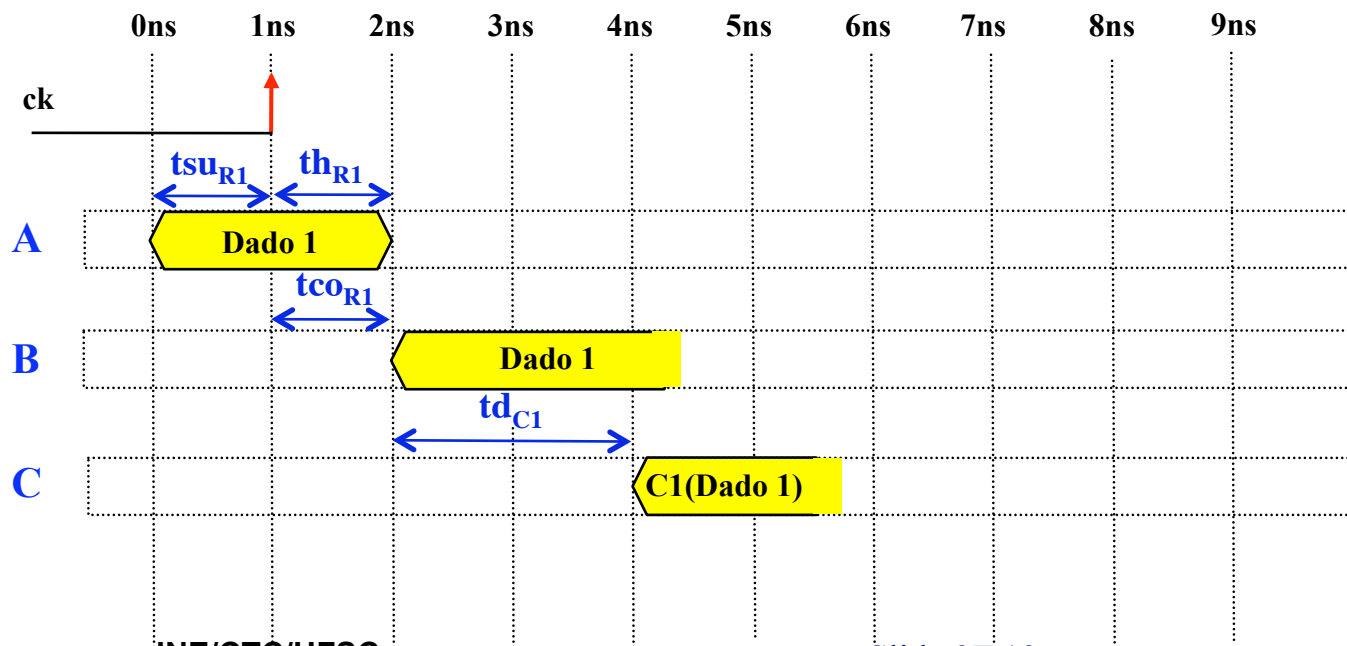 0ns 1ns 2ns 3ns 4ns 5ns 6ns 7ns 8ns 9ns
ck
tsuR1 thR1
A Dado 1
tcoR1
B Dado 1
tdC1
C C1(Dado 1)